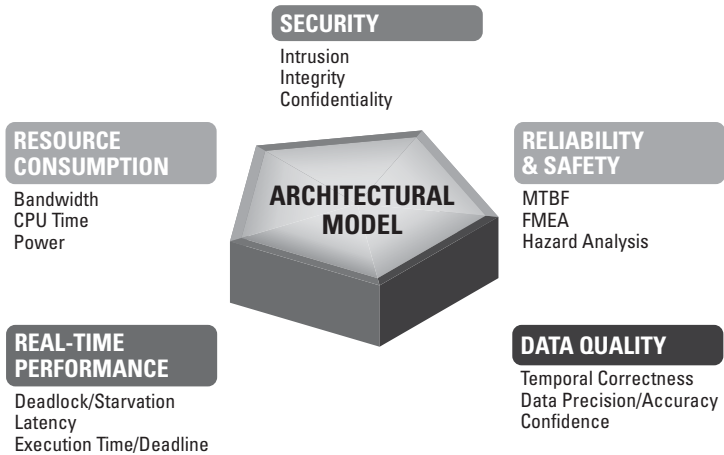 SECURITY
Intrusion
Integrity
Confidentiality
RESOURCE
CONSUMPTION
Bandwidth
CPU Time
Power
ARCHITECTURAL
MODEL
RELIABILITY
& SAFETY
MTBF
FMEA
Hazard Analysis
REAL-TIME
PERFORMANCE
Deadlock/Starvation
Latency
Execution Time/Deadline
DATA QUALITY
Temporal Correctness
Data Precision/Accuracy
Confidence